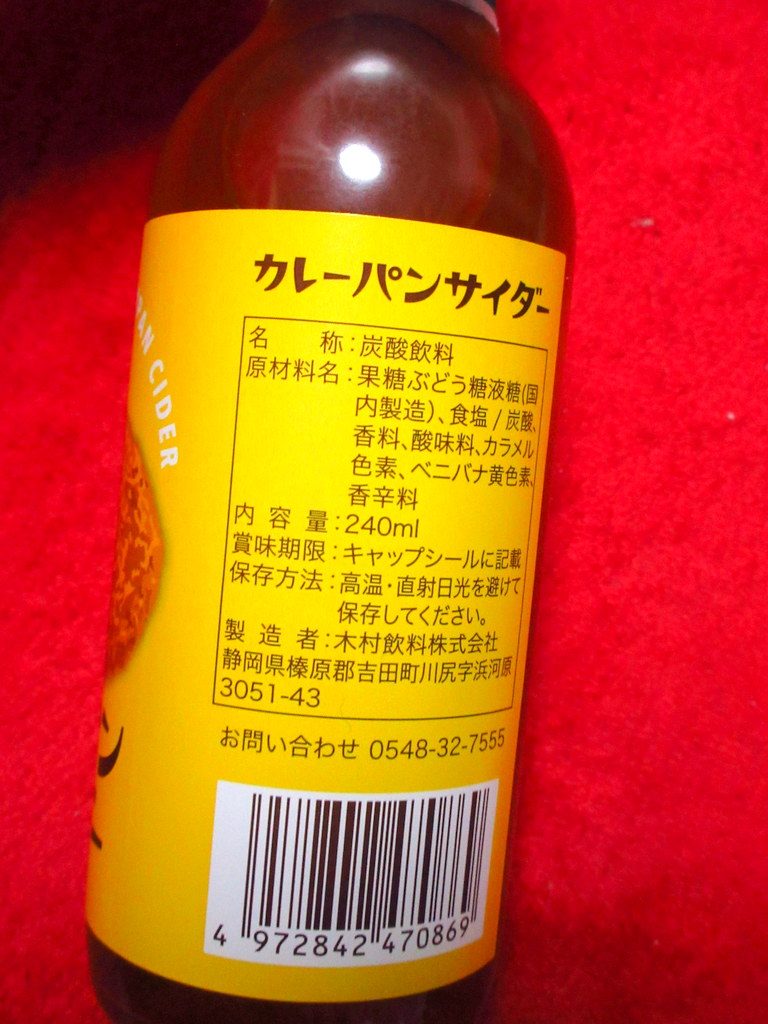 カレーパンサイダー
名称:炭酸飲料
原材料名:果糖ぶどう糖液糖(国
内製造)、食塩/炭酸、
香料、酸味料、カラメル
色素、ベニバナ黄色素、
香辛料
内容量:240ml
賞味期限:キャップシールに記載
保存方法:高温・直射日光を避けて
保存してください。
製造者:木村飲料株式会社
静岡県榛原郡吉田町川尻字浜河原
3051-43
お問い合わせ 0548-32-7555
4 972842 470869
PAN CIDER
ン
ー